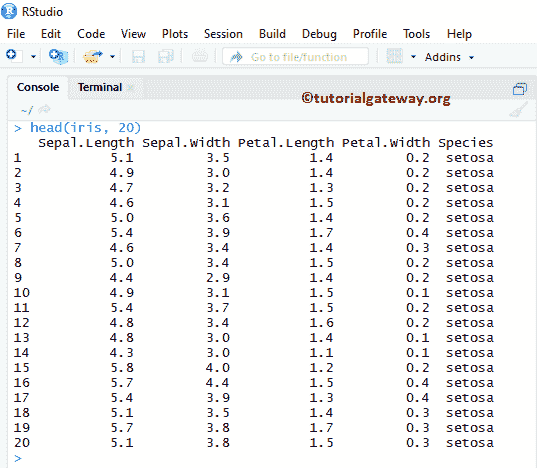 RStudio
File Edit Code View Plots Session Build Debug Profile Tools Help
Go to file/function Addins
Console Terminal
©tutorialgateway.org
~/
> head(iris, 20)
Sepal.Length Sepal.Width Petal.Length Petal.Width Species
1 5.1 3.5 1.4 0.2 setosa
2 4.9 3.0 1.4 0.2 setosa
3 4.7 3.2 1.3 0.2 setosa
4 4.6 3.1 1.5 0.2 setosa
5 5.0 3.6 1.4 0.2 setosa
6 5.4 3.9 1.7 0.4 setosa
7 4.6 3.4 1.4 0.3 setosa
8 5.0 3.4 1.5 0.2 setosa
9 4.4 2.9 1.4 0.2 setosa
10 4.9 3.1 1.5 0.1 setosa
11 5.4 3.7 1.5 0.2 setosa
12 4.8 3.4 1.6 0.2 setosa
13 4.8 3.0 1.4 0.1 setosa
14 4.3 3.0 1.1 0.1 setosa
15 5.8 4.0 1.2 0.2 setosa
16 5.7 4.4 1.5 0.4 setosa
17 5.4 3.9 1.3 0.4 setosa
18 5.1 3.5 1.4 0.3 setosa
19 5.7 3.8 1.7 0.3 setosa
20 5.1 3.8 1.5 0.3 setosa
>